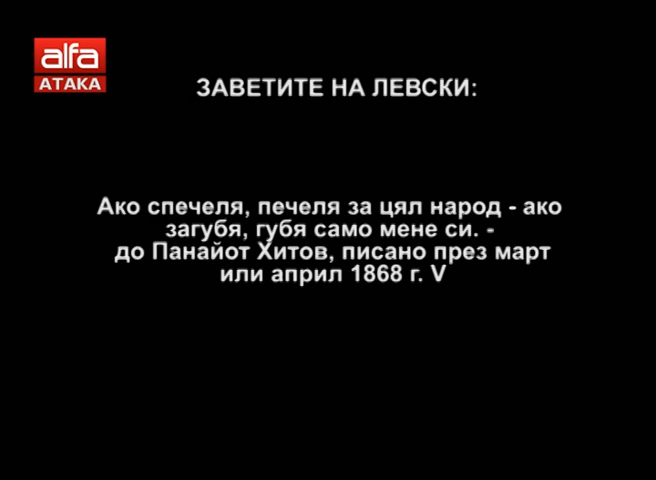 alfa
АТАКА
ЗАВЕТИТЕ НА ЛЕВСКИ:
Ако спечеля, печеля за цял народ - ако
загубя, губя само мене си. -
до Панайот Хитов, писано през март
или април 1868 г. V